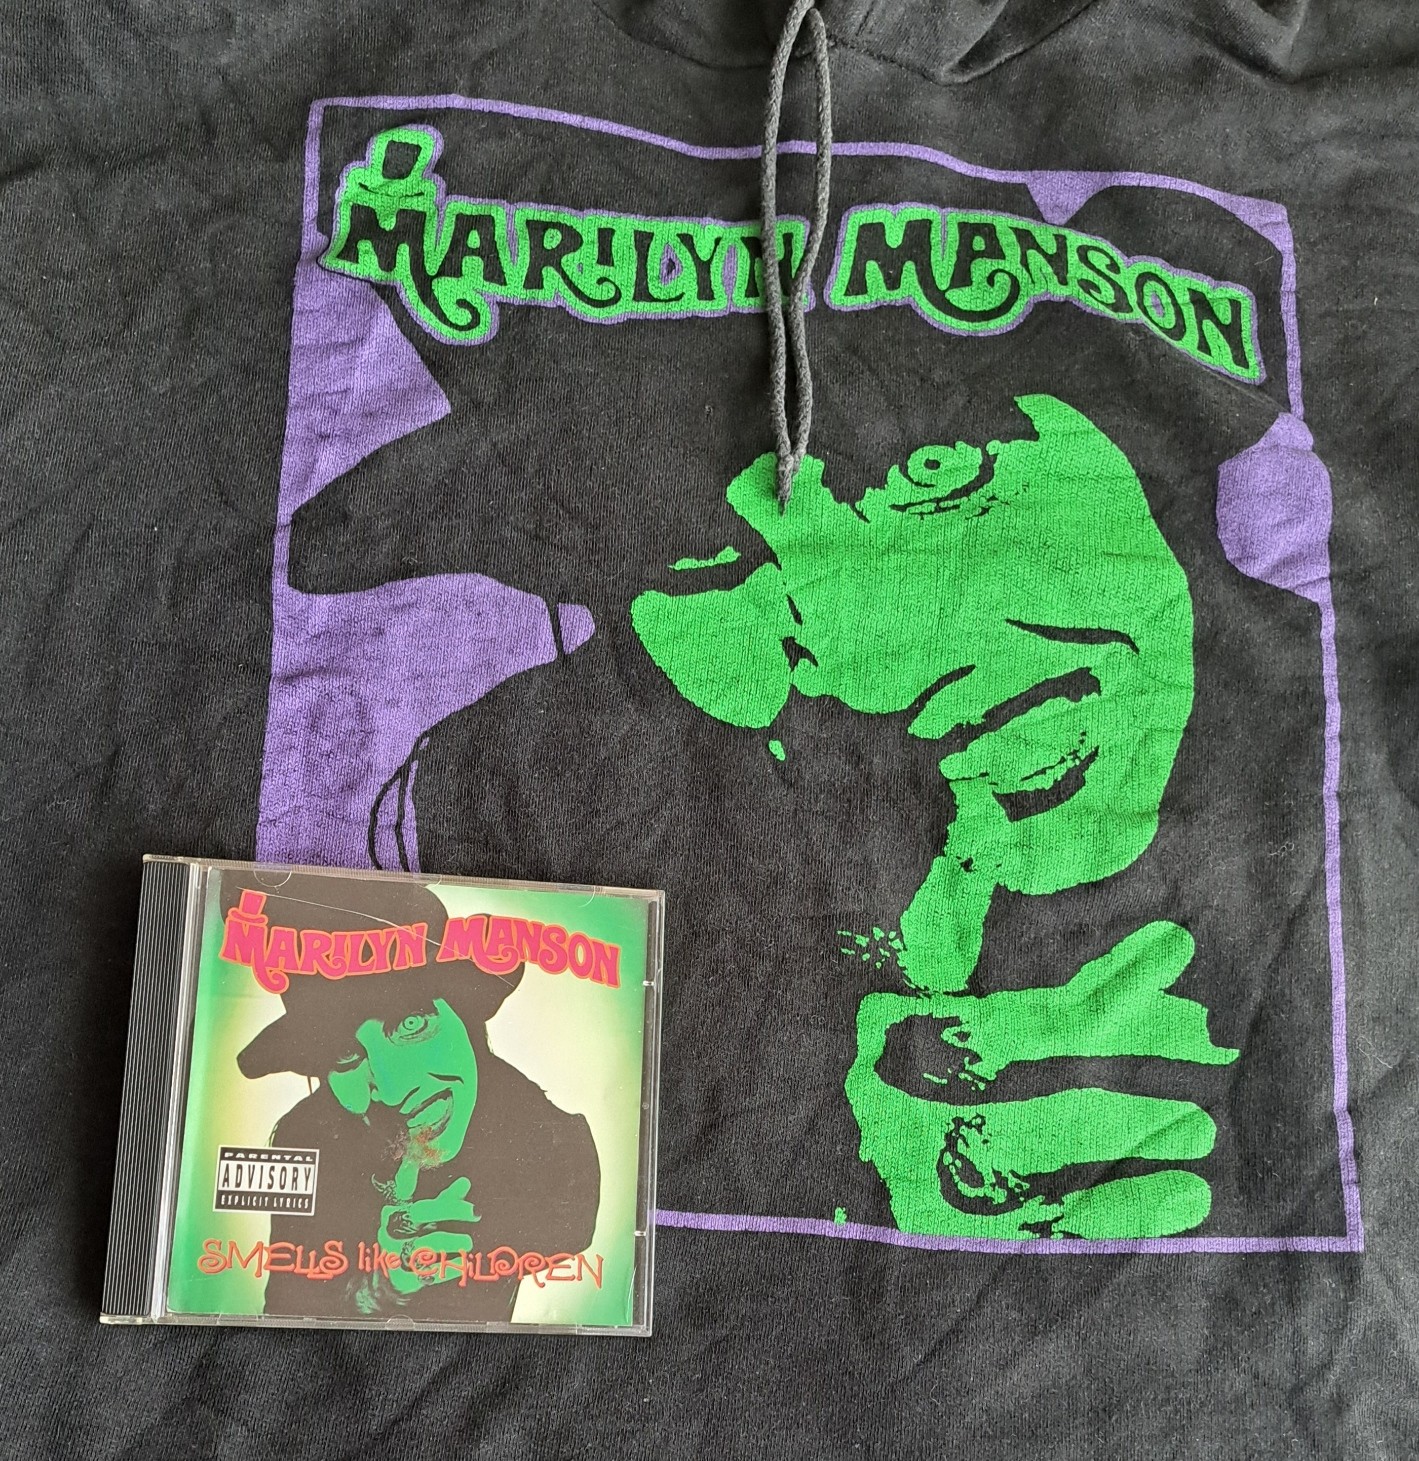 MARILYN MANSON
MARILYN MANSON
PARENTAL
ADVISORY
EXPLICIT LYRICS
SMELLS like CHiLDREN